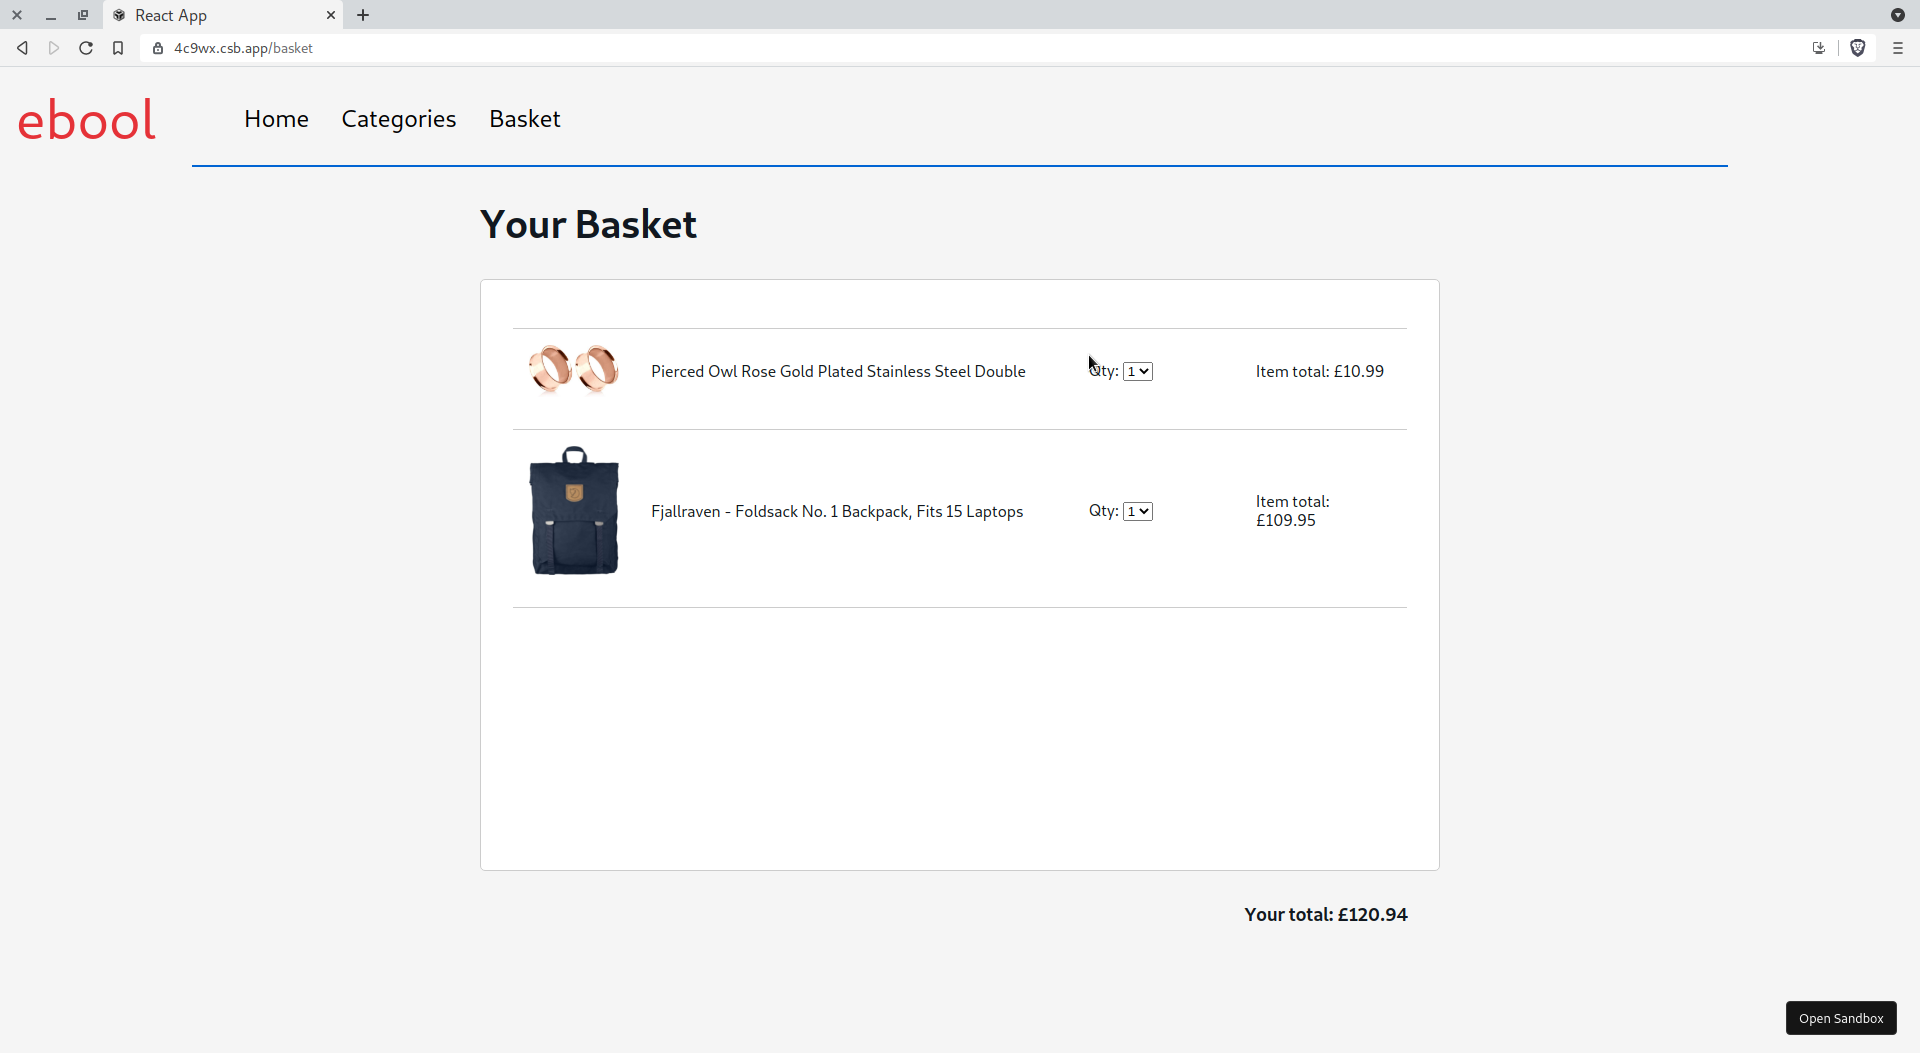 React App
4c9wx.csb.app/basket
ebool
Home Categories Basket
Your Basket
Pierced Owl Rose Gold Plated Stainless Steel Double Qty: 1 Item total: £10.99
Fjallraven - Foldsack No. 1 Backpack, Fits 15 Laptops Qty: 1 Item total:
£109.95
Your total: £120.94
Open Sandbox